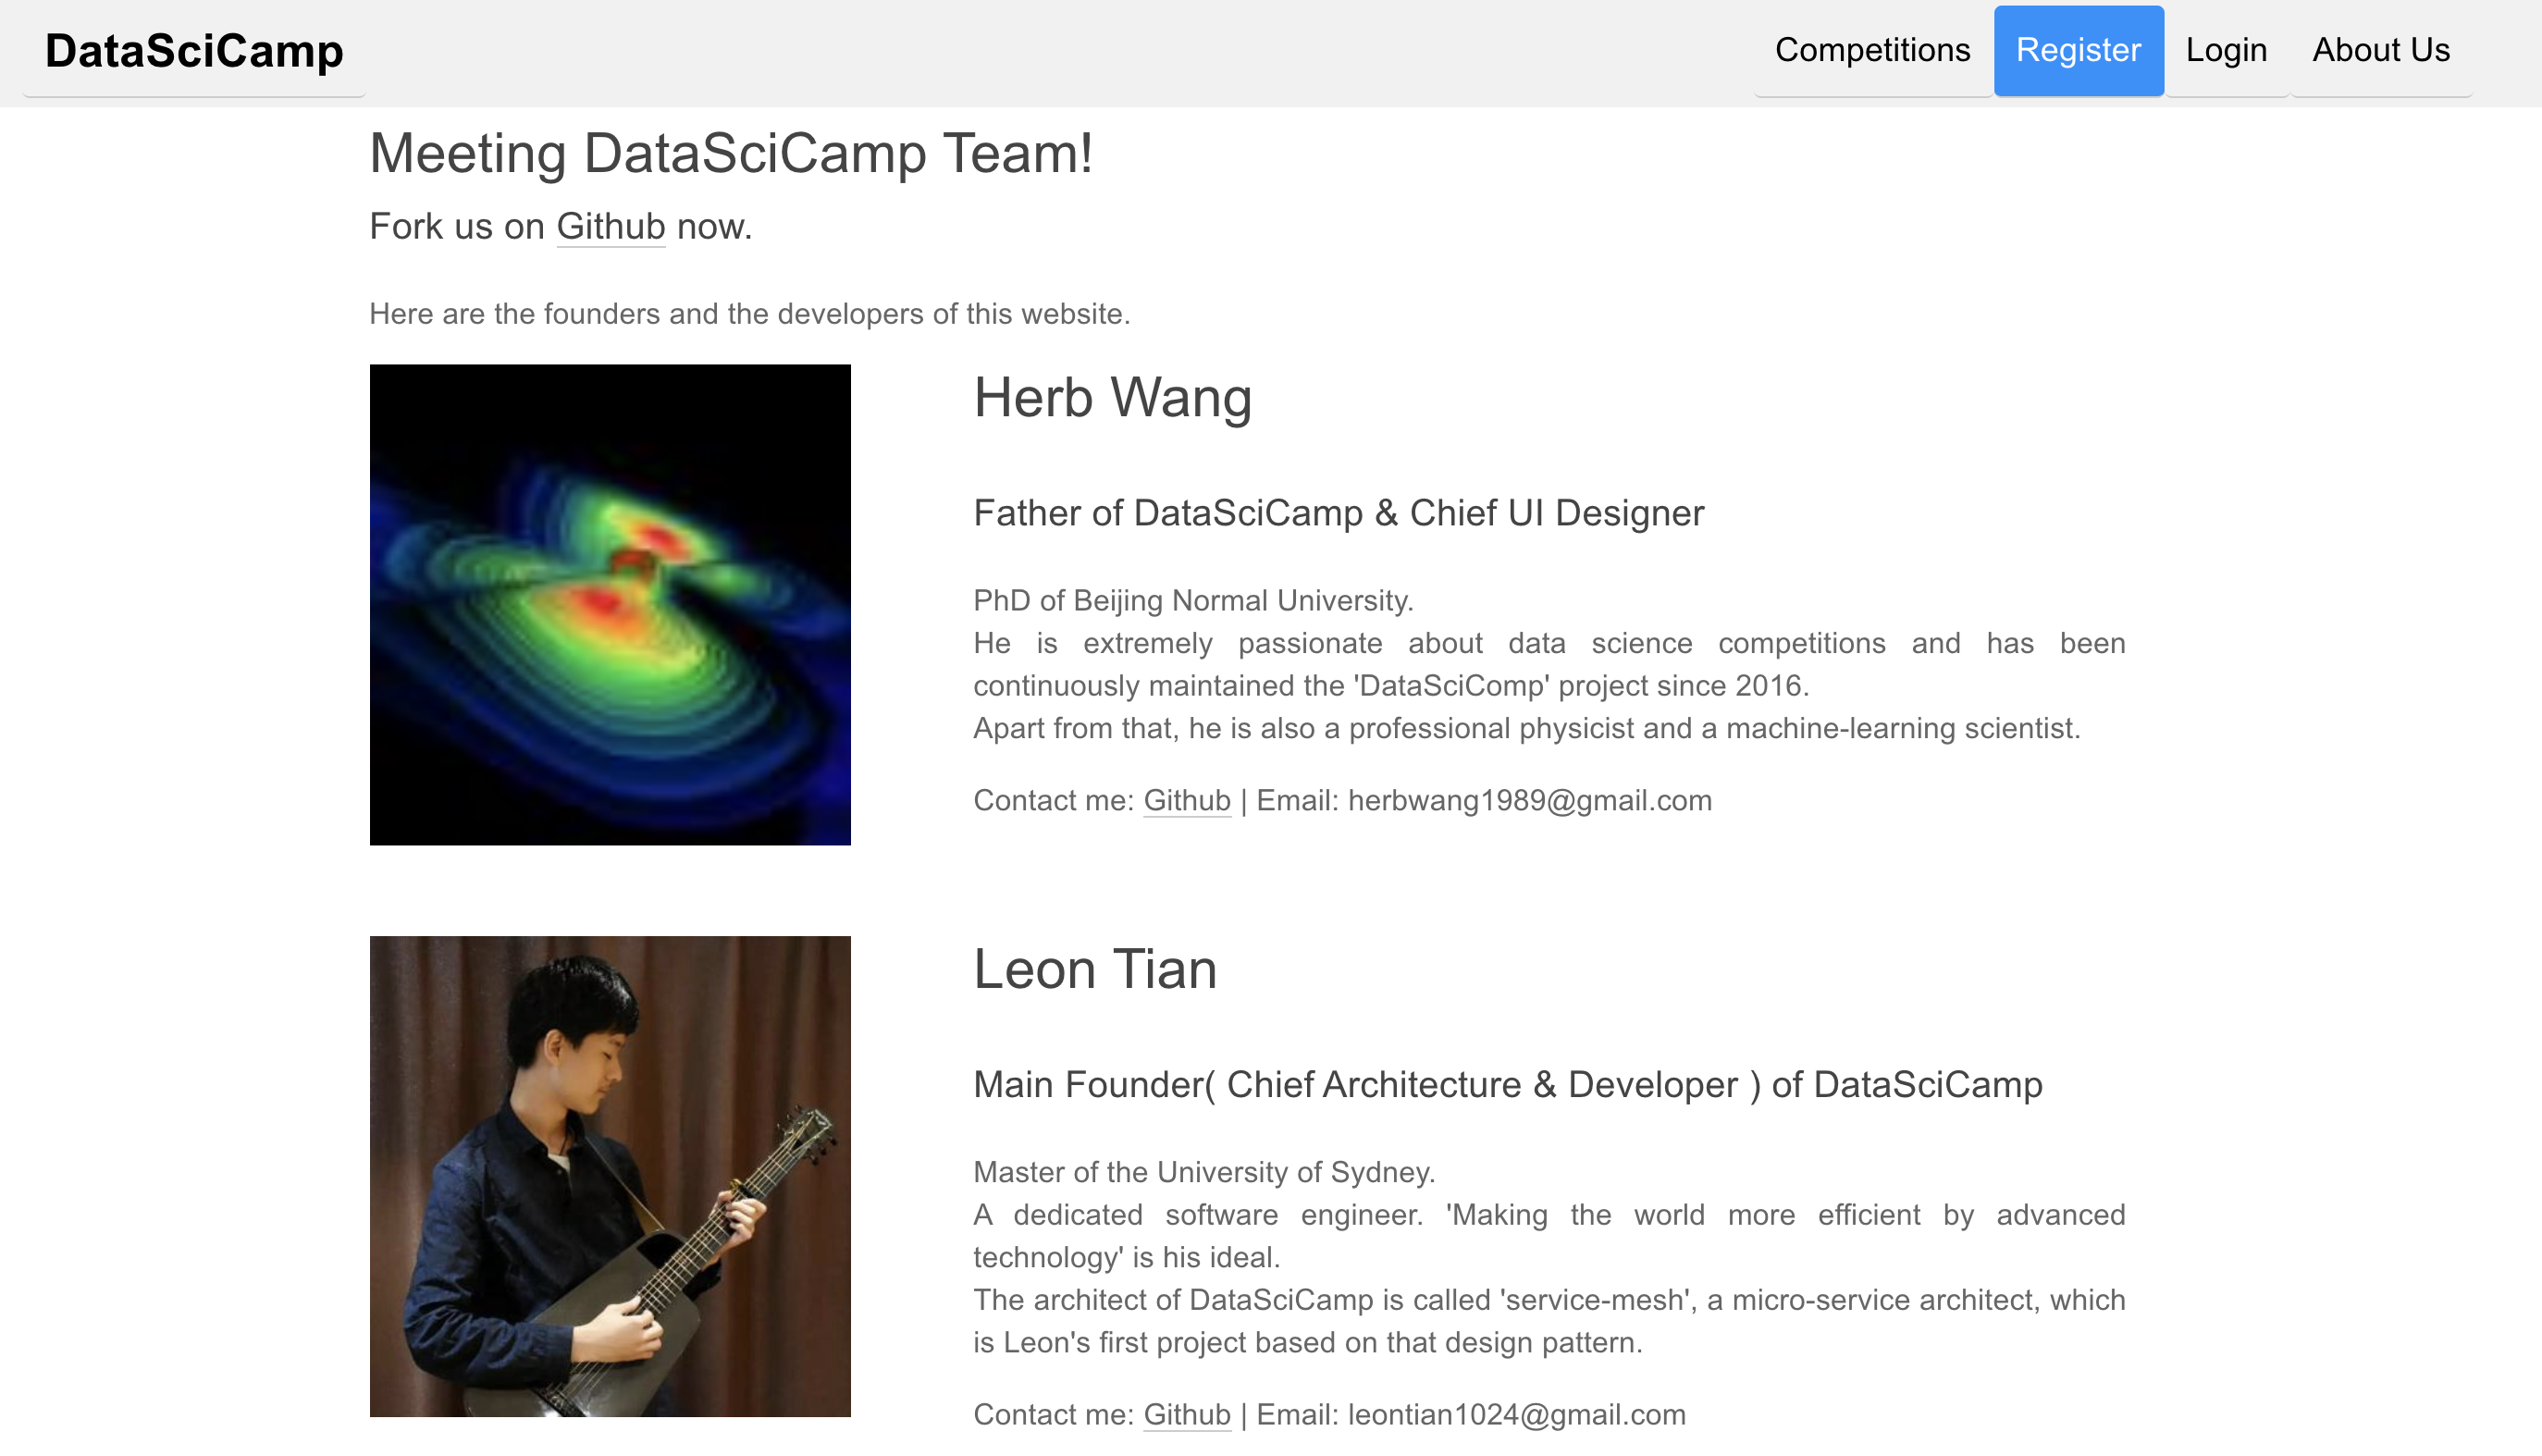 DataSciCamp
Competitions
Register
Login
About Us
Meeting DataSciCamp Team!
Fork us on Github now.
Here are the founders and the developers of this website.
Herb Wang
Father of DataSciCamp & Chief UI Designer
PhD of Beijing Normal University.
He is extremely passionate about data science competitions and has been
continuously maintained the 'DataSciComp' project since 2016.
Apart from that, he is also a professional physicist and a machine-learning scientist.
Contact me: Github | Email: herbwang1989@gmail.com
Leon Tian
Main Founder( Chief Architecture & Developer ) of DataSciCamp
Master of the University of Sydney.
A dedicated software engineer. 'Making the world more efficient by advanced
technology' is his ideal.
The architect of DataSciCamp is called 'service-mesh', a micro-service architect, which
is Leon's first project based on that design pattern.
Contact me: Github | Email: leontian1024@gmail.com